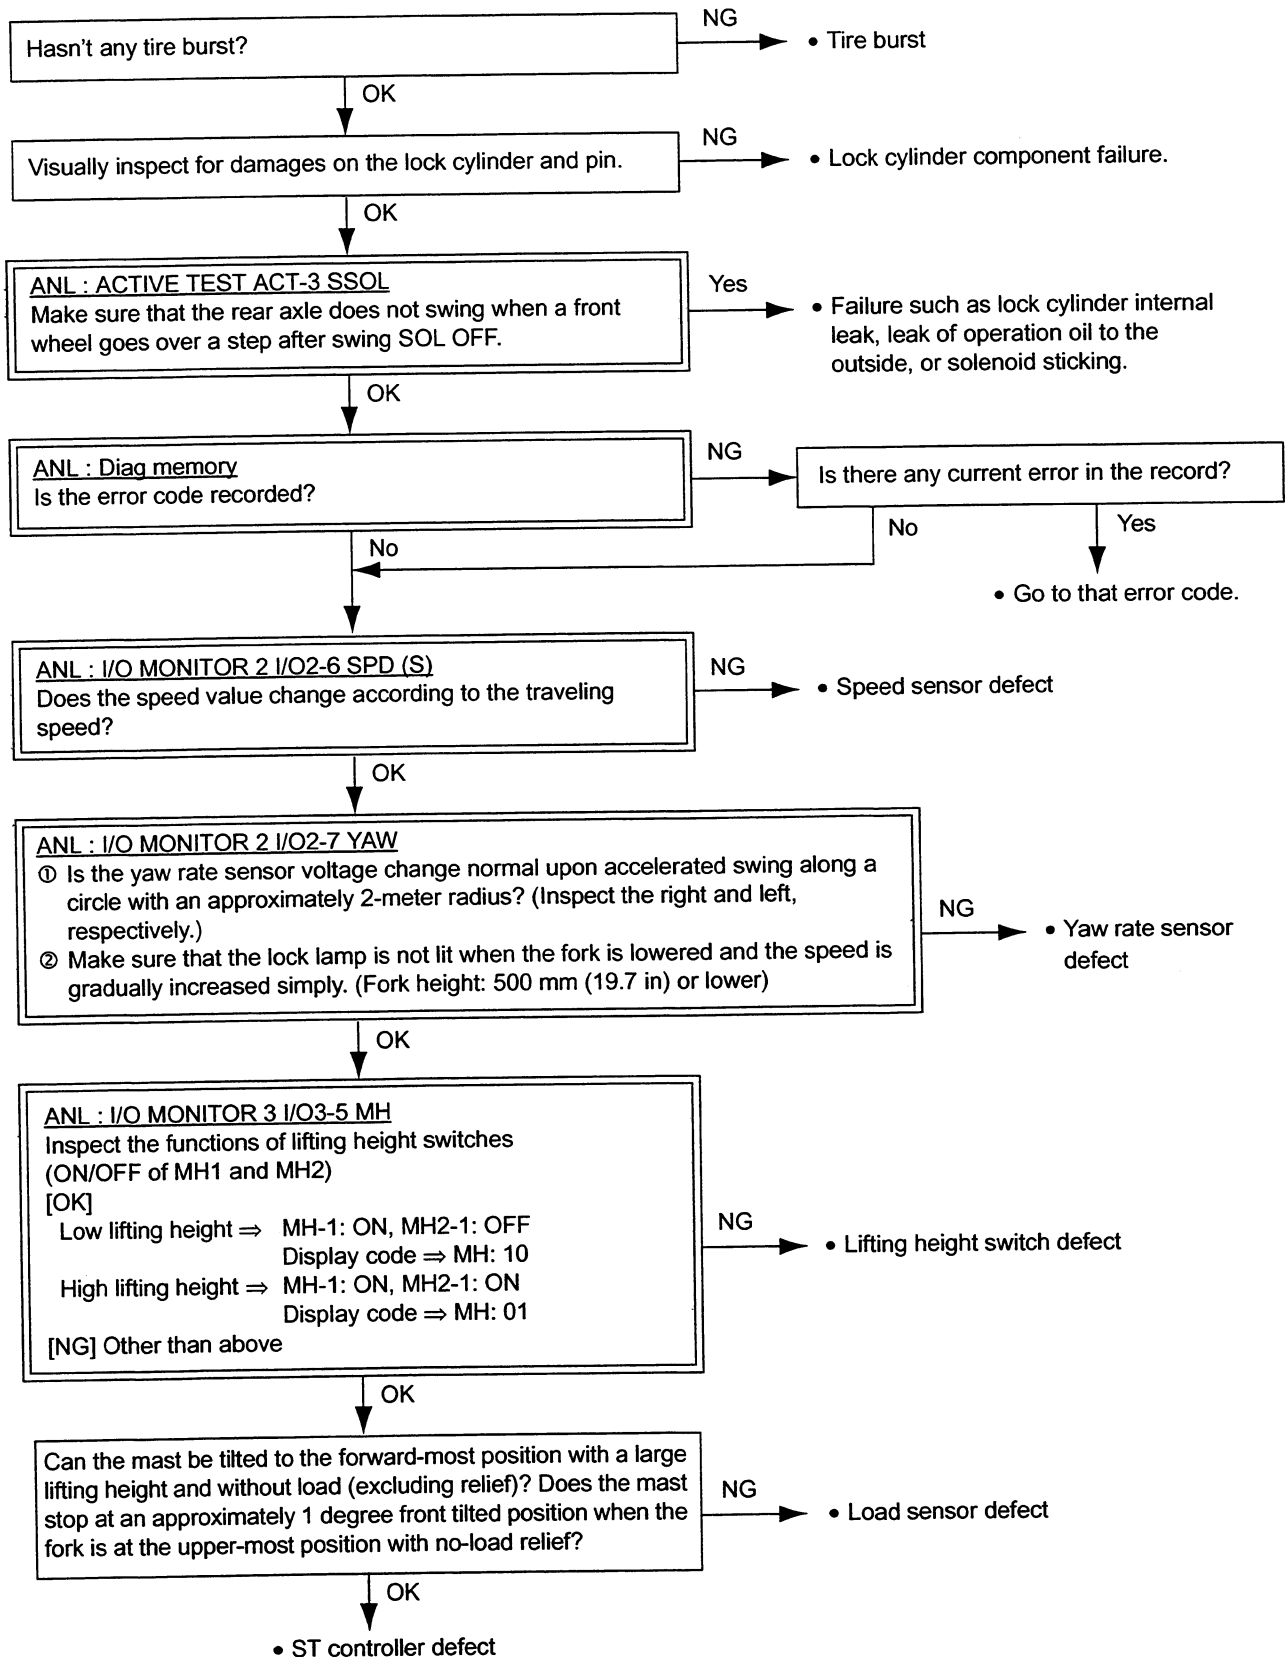 Hasn't any tire burst?
NG
• Tire burst
OK
Visually inspect for damages on the lock cylinder and pin.
NG
• Lock cylinder component failure.
OK
ANL : ACTIVE TEST ACT-3 SSOL
Make sure that the rear axle does not swing when a front
wheel goes over a step after swing SOL OFF.
Yes
• Failure such as lock cylinder internal
leak, leak of operation oil to the
outside, or solenoid sticking.
OK
ANL : Diag memory
Is the error code recorded?
NG
Is there any current error in the record?
No
No
Yes
• Go to that error code.
ANL : I/O MONITOR 2 I/O2-6 SPD (S)
Does the speed value change according to the traveling
speed?
NG
• Speed sensor defect
OK
ANL : I/O MONITOR 2 I/O2-7 YAW
① Is the yaw rate sensor voltage change normal upon accelerated swing along a
circle with an approximately 2-meter radius? (Inspect the right and left,
respectively.)
② Make sure that the lock lamp is not lit when the fork is lowered and the speed is
gradually increased simply. (Fork height: 500 mm (19.7 in) or lower)
NG
• Yaw rate sensor
defect
OK
ANL : I/O MONITOR 3 I/O3-5 MH
Inspect the functions of lifting height switches
(ON/OFF of MH1 and MH2)
[OK]
Low lifting height ⇒ MH-1: ON, MH2-1: OFF
Display code ⇒ MH: 10
High lifting height ⇒ MH-1: ON, MH2-1: ON
Display code ⇒ MH: 01
[NG] Other than above
NG
• Lifting height switch defect
OK
Can the mast be tilted to the forward-most position with a large
lifting height and without load (excluding relief)? Does the mast
stop at an approximately 1 degree front tilted position when the
fork is at the upper-most position with no-load relief?
NG
• Load sensor defect
OK
• ST controller defect